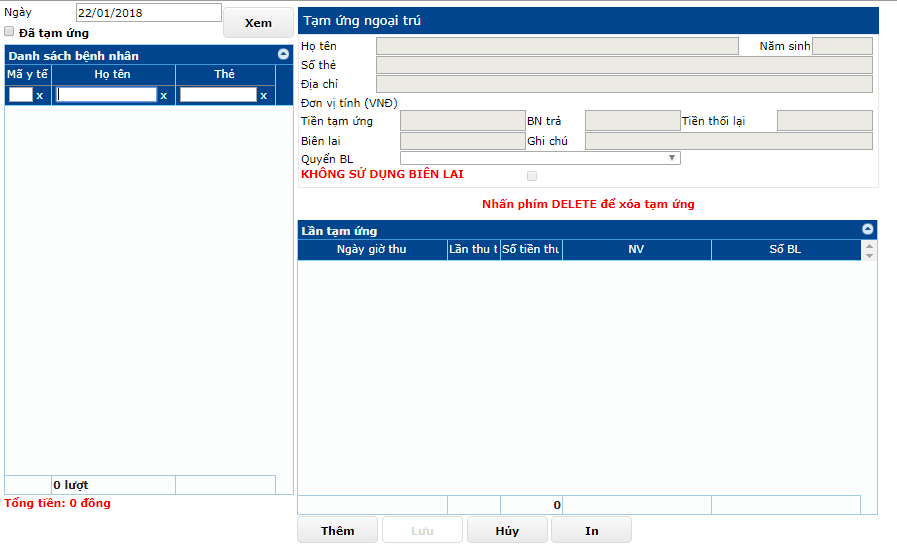 Ngày 22/01/2018 Xem
Đã tạm ứng
Danh sách bệnh nhân
Mã y tế Họ tên Thẻ
x x x
0 lượt
Tổng tiền: 0 đồng
Tạm ứng ngoại trú
Họ tên Năm sinh
Số thẻ
Địa chỉ
Đơn vị tính (VNĐ)
Tiền tạm ứng BN trả Tiền thối lại
Biên lai Ghi chú
Quyển BL
KHÔNG SỬ DỤNG BIÊN LAI
Nhấn phím DELETE để xóa tạm ứng
Lần tạm ứng
Ngày giờ thu Lần thu t Số tiền thu NV Số BL
0
Thêm Lưu Hủy In